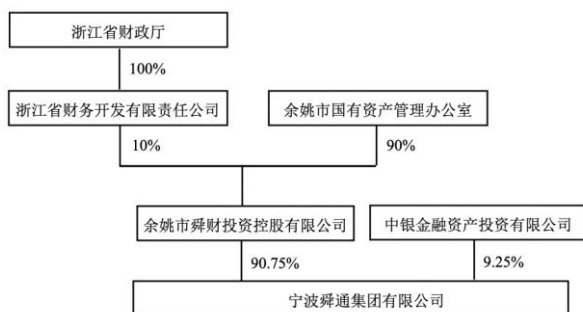 浙江省财政厅
100%
浙江省财务开发有限责任公司
余姚市国有资产管理办公室
10%
90%
余姚市舜财投资控股有限公司
中银金融资产投资有限公司
90.75%
9.25%
宁波舜通集团有限公司